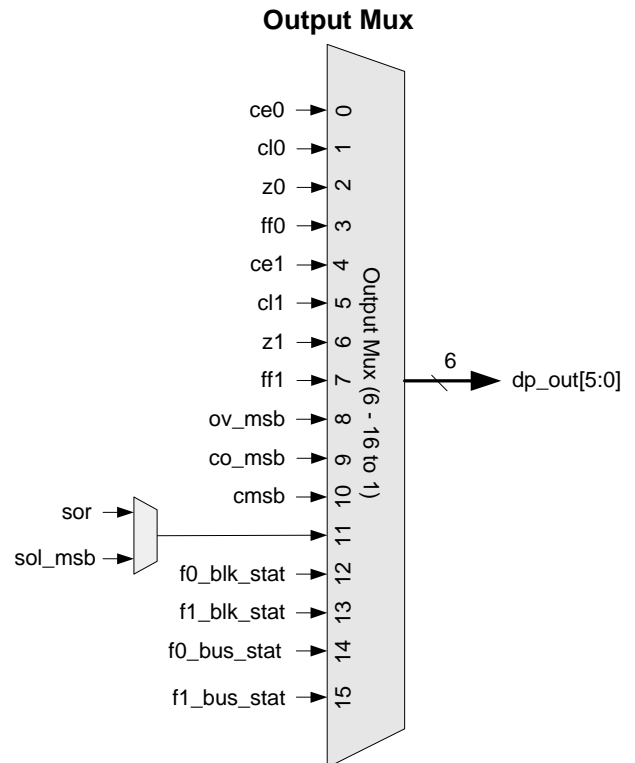 Output Mux
ce0 0
cl0 1
z0 2
ff0 3
ce1 4
cl1 5
z1 6
ff1 7
ov_msb 8
co_msb 9
cmsb 10
sor
11
sol_msb
f0_blk_stat 12
f1_blk_stat 13
f0_bus_stat 14
f1_bus_stat 15
Output Mux (6 - 16 to 1)
6
dp_out[5:0]